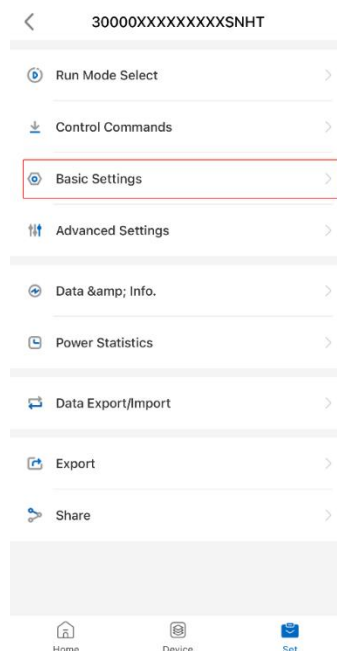 30000XXXXXXXXXSNHT
Run Mode Select
Control Commands
Basic Settings
Advanced Settings
Data &amp; Info.
Power Statistics
Data Export/Import
Export
Share
Home Device Set